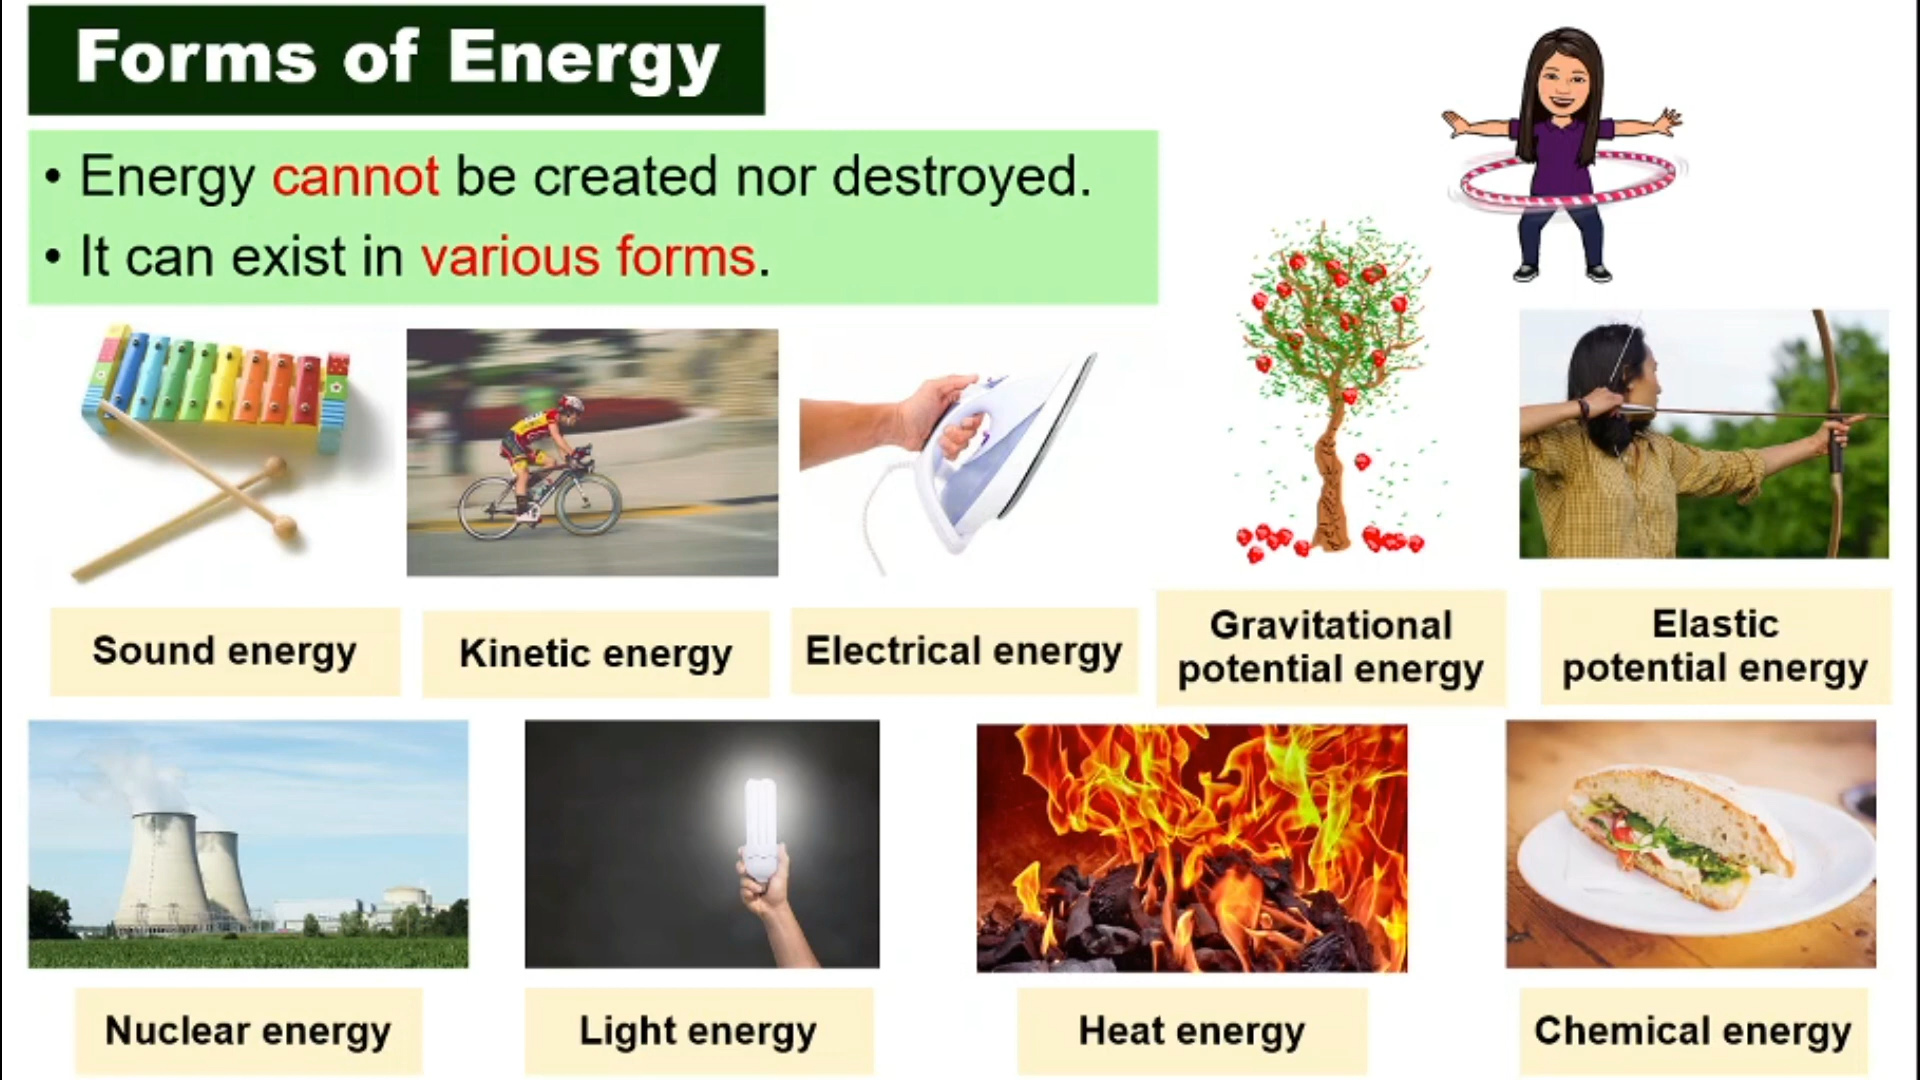 Forms of Energy
• Energy cannot be created nor destroyed.
• It can exist in various forms.
Sound energy
Kinetic energy
Electrical energy
Gravitational
potential energy
Elastic
potential energy
Nuclear energy
Light energy
Heat energy
Chemical energy